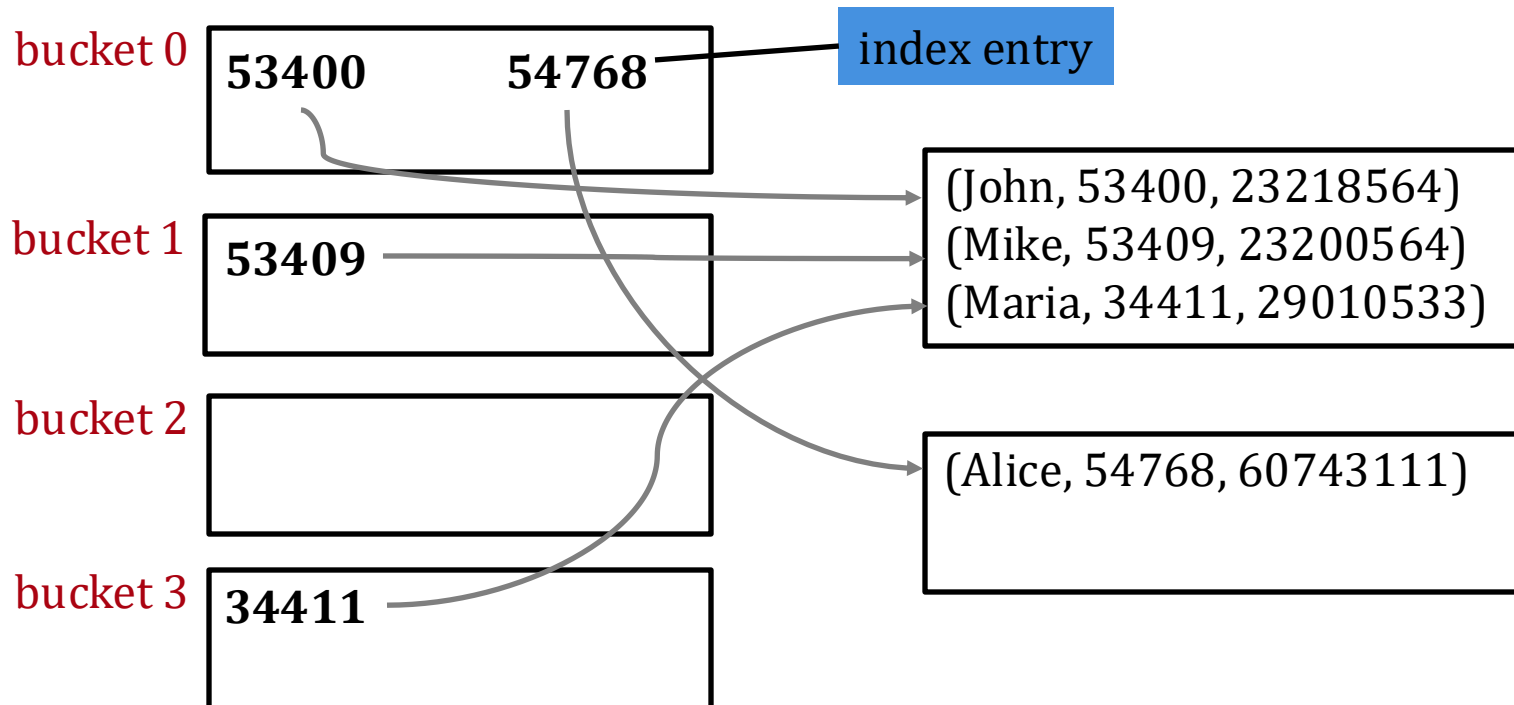 bucket 0
53400 54768
index entry
bucket 1
53409
bucket 2
bucket 3
34411
(John, 53400, 23218564)
(Mike, 53409, 23200564)
(Maria, 34411, 29010533)
(Alice, 54768, 60743111)